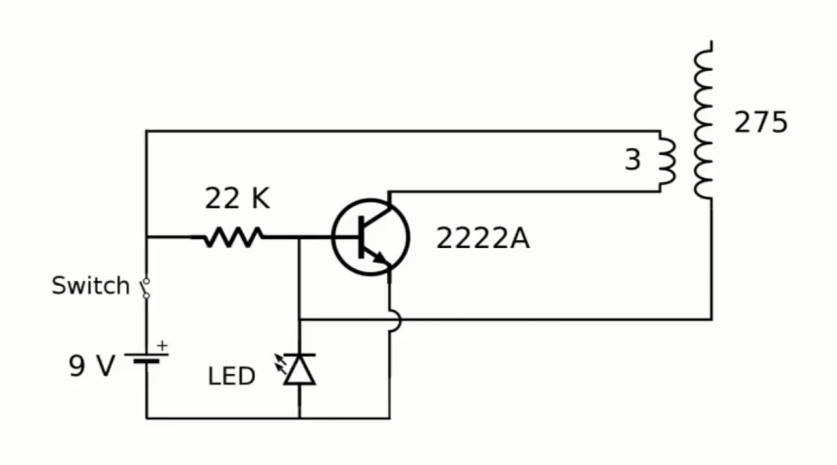 275
3
22 K
2222A
Switch
+
9 V
LED